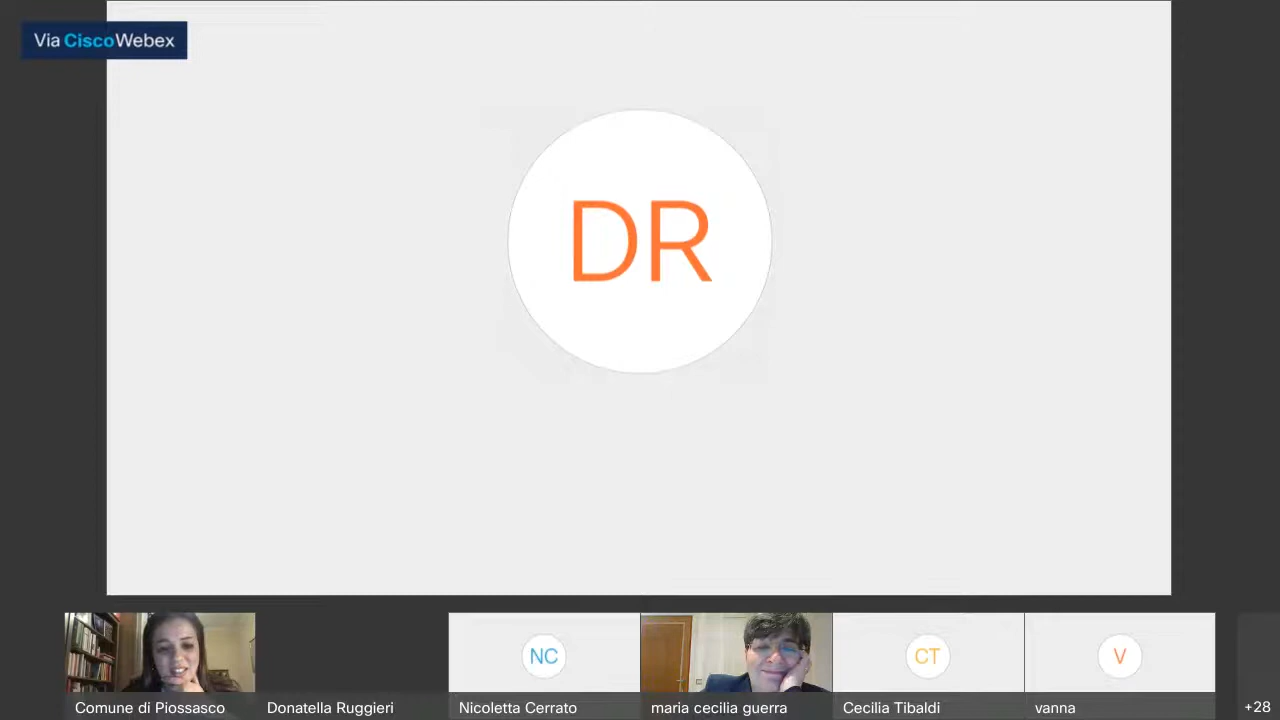 Via CiscoWebex
DR
NC
CT
V
Comune di Piossasco
Donatella Ruggieri
Nicoletta Cerrato
maria cecilia guerra
Cecilia Tibaldi
vanna
+28